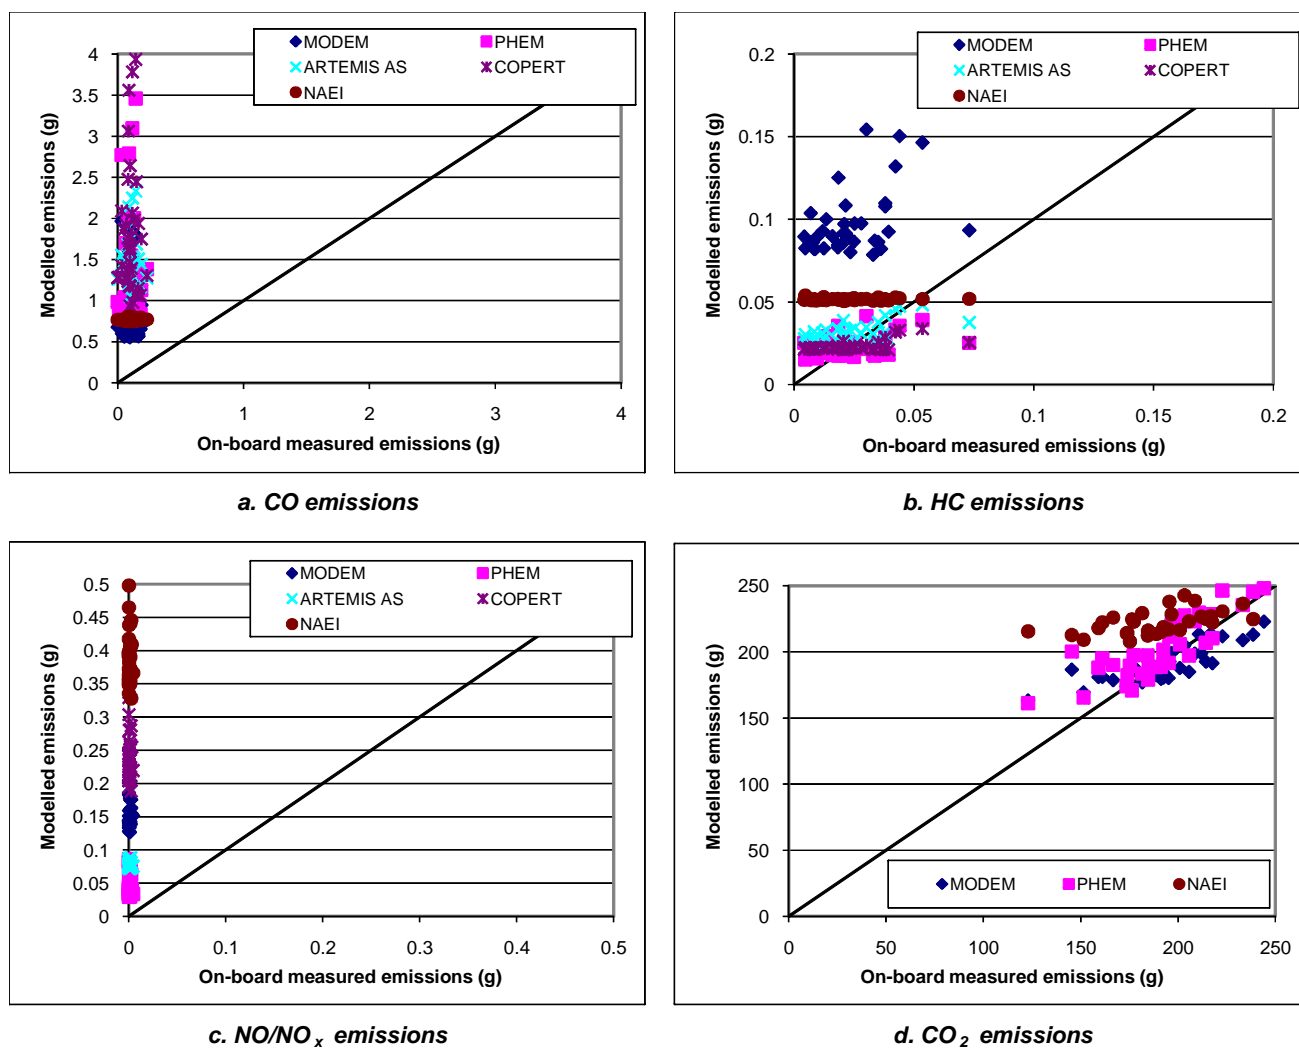 MODEM PHEM
ARTEMIS AS COPERT
NAEI
4
3.5
3
2.5
2
1.5
1
0.5
0
Modelled emissions (g)
0 1 2 3 4
On-board measured emissions (g)
a. CO emissions
MODEM PHEM
ARTEMIS AS COPERT
NAEI
0.2
0.15
0.1
0.05
0
Modelled emissions (g)
0 0.05 0.1 0.15 0.2
On-board measured emissions (g)
b. HC emissions
MODEM PHEM
ARTEMIS AS COPERT
NAEI
0.5
0.45
0.4
0.35
0.3
0.25
0.2
0.15
0.1
0.05
0
Modelled emissions (g)
0 0.1 0.2 0.3 0.4 0.5
On-board measured emissions (g)
c. NO/NOx emissions
250
200
150
100
50
0
Modelled emissions (g)
MODEM PHEM NAEI
0 50 100 150 200 250
On-board measured emissions (g)
d. CO2 emissions